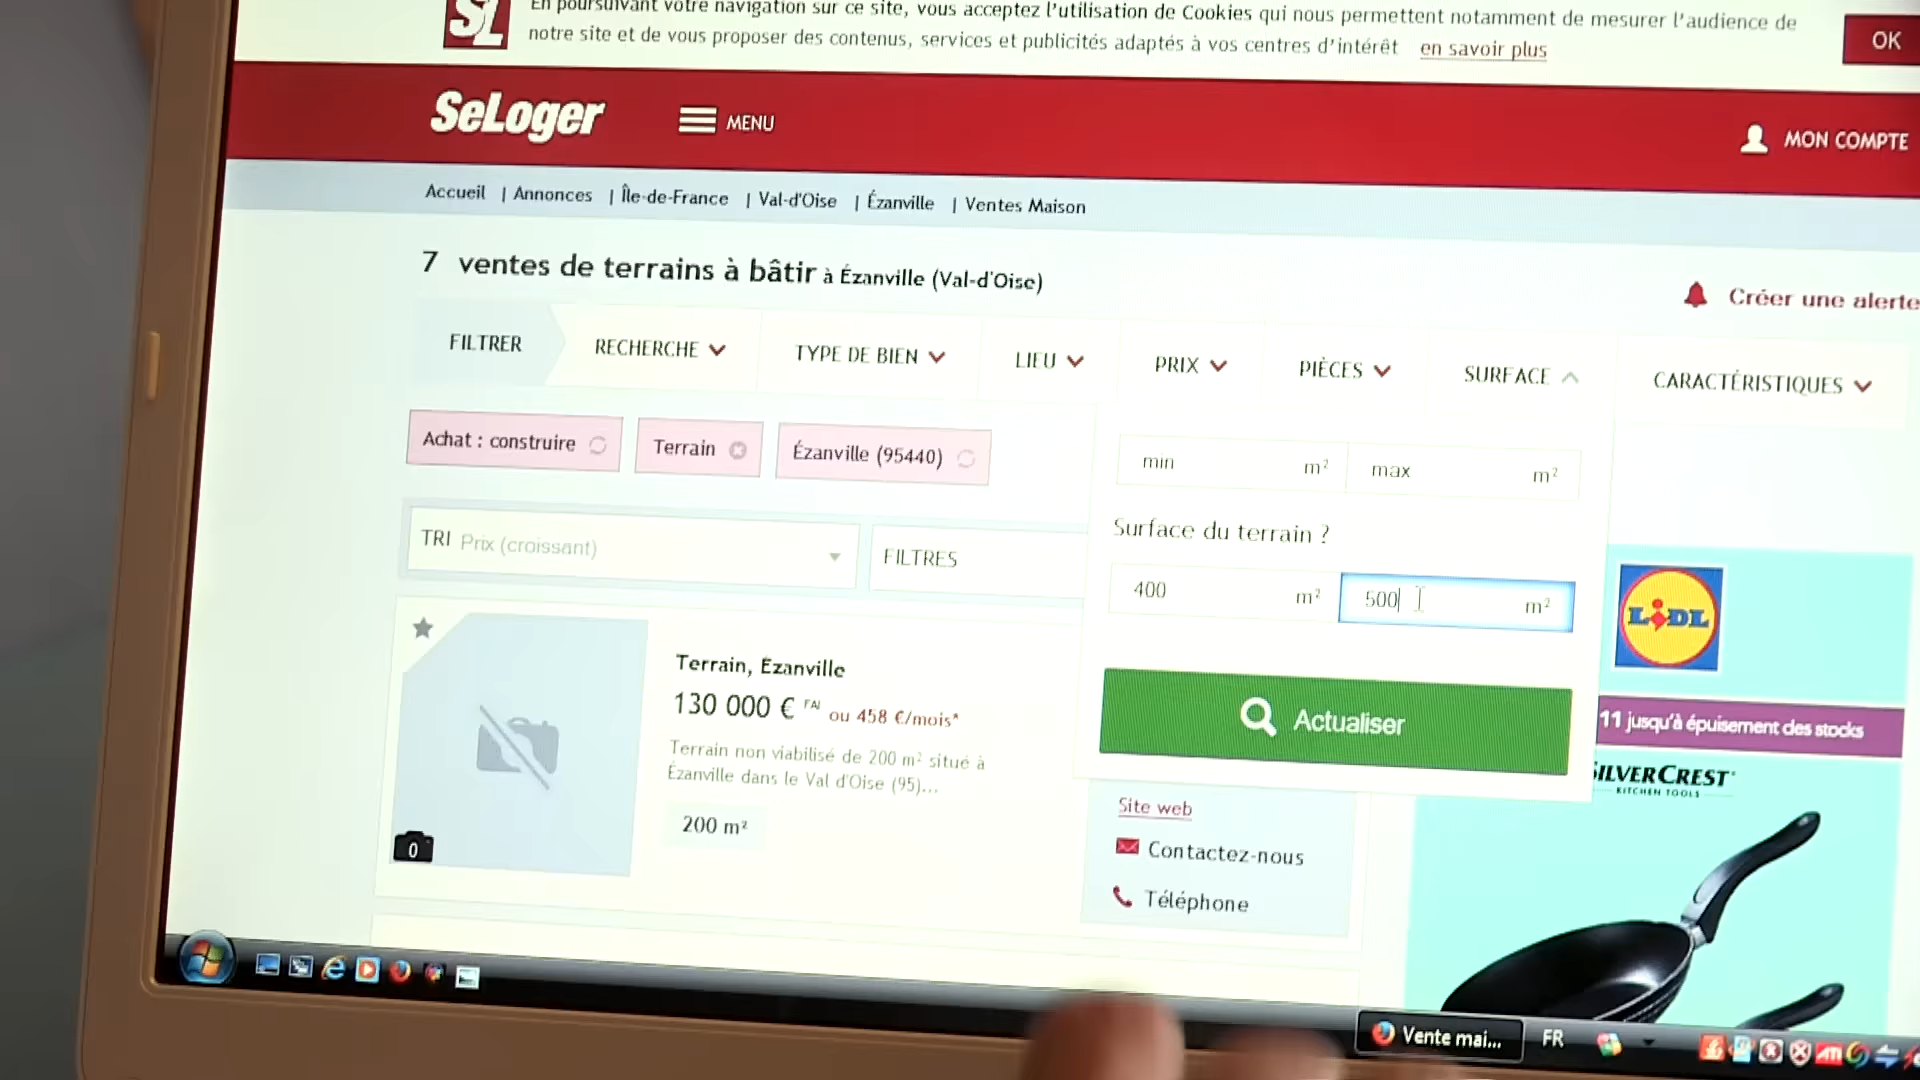 SL
En poursuivant votre navigation sur ce site, vous acceptez l'utilisation de Cookies qui nous permettent notamment de mesurer l'audience de
notre site et de vous proposer des contenus, services et publicités adaptés à vos centres d'intérêt en savoir plus
OK
SeLoger
MENU
MON COMPTE
Accueil | Annonces | Île-de-France | Val-d'Oise | Ézanville | Ventes Maison
7 ventes de terrains à bâtir à Ézanville (Val-d'Oise)
Créer une alerte
FILTRER RECHERCHE TYPE DE BIEN LIEU PRIX PIÈCES SURFACE CARACTÉRISTIQUES
Achat : construire Terrain Ézanville (95440)
min m² max m²
Surface du terrain ?
TRI Prix (croissant) FILTRES
400 m² 500 m²
Actualiser
Terrain, Ézanville
130 000 € FAI ou 458 €/mois*
Terrain non viabilisé de 200 m² situé à
Ézanville dans le Val d'Oise (95)...
200 m²
0
Site web
Contactez-nous
Téléphone
LIDL
11 jusqu'à épuisement des stocks
SILVERCREST
KITCHEN TOOLS
Vente mai...
FR
ATI